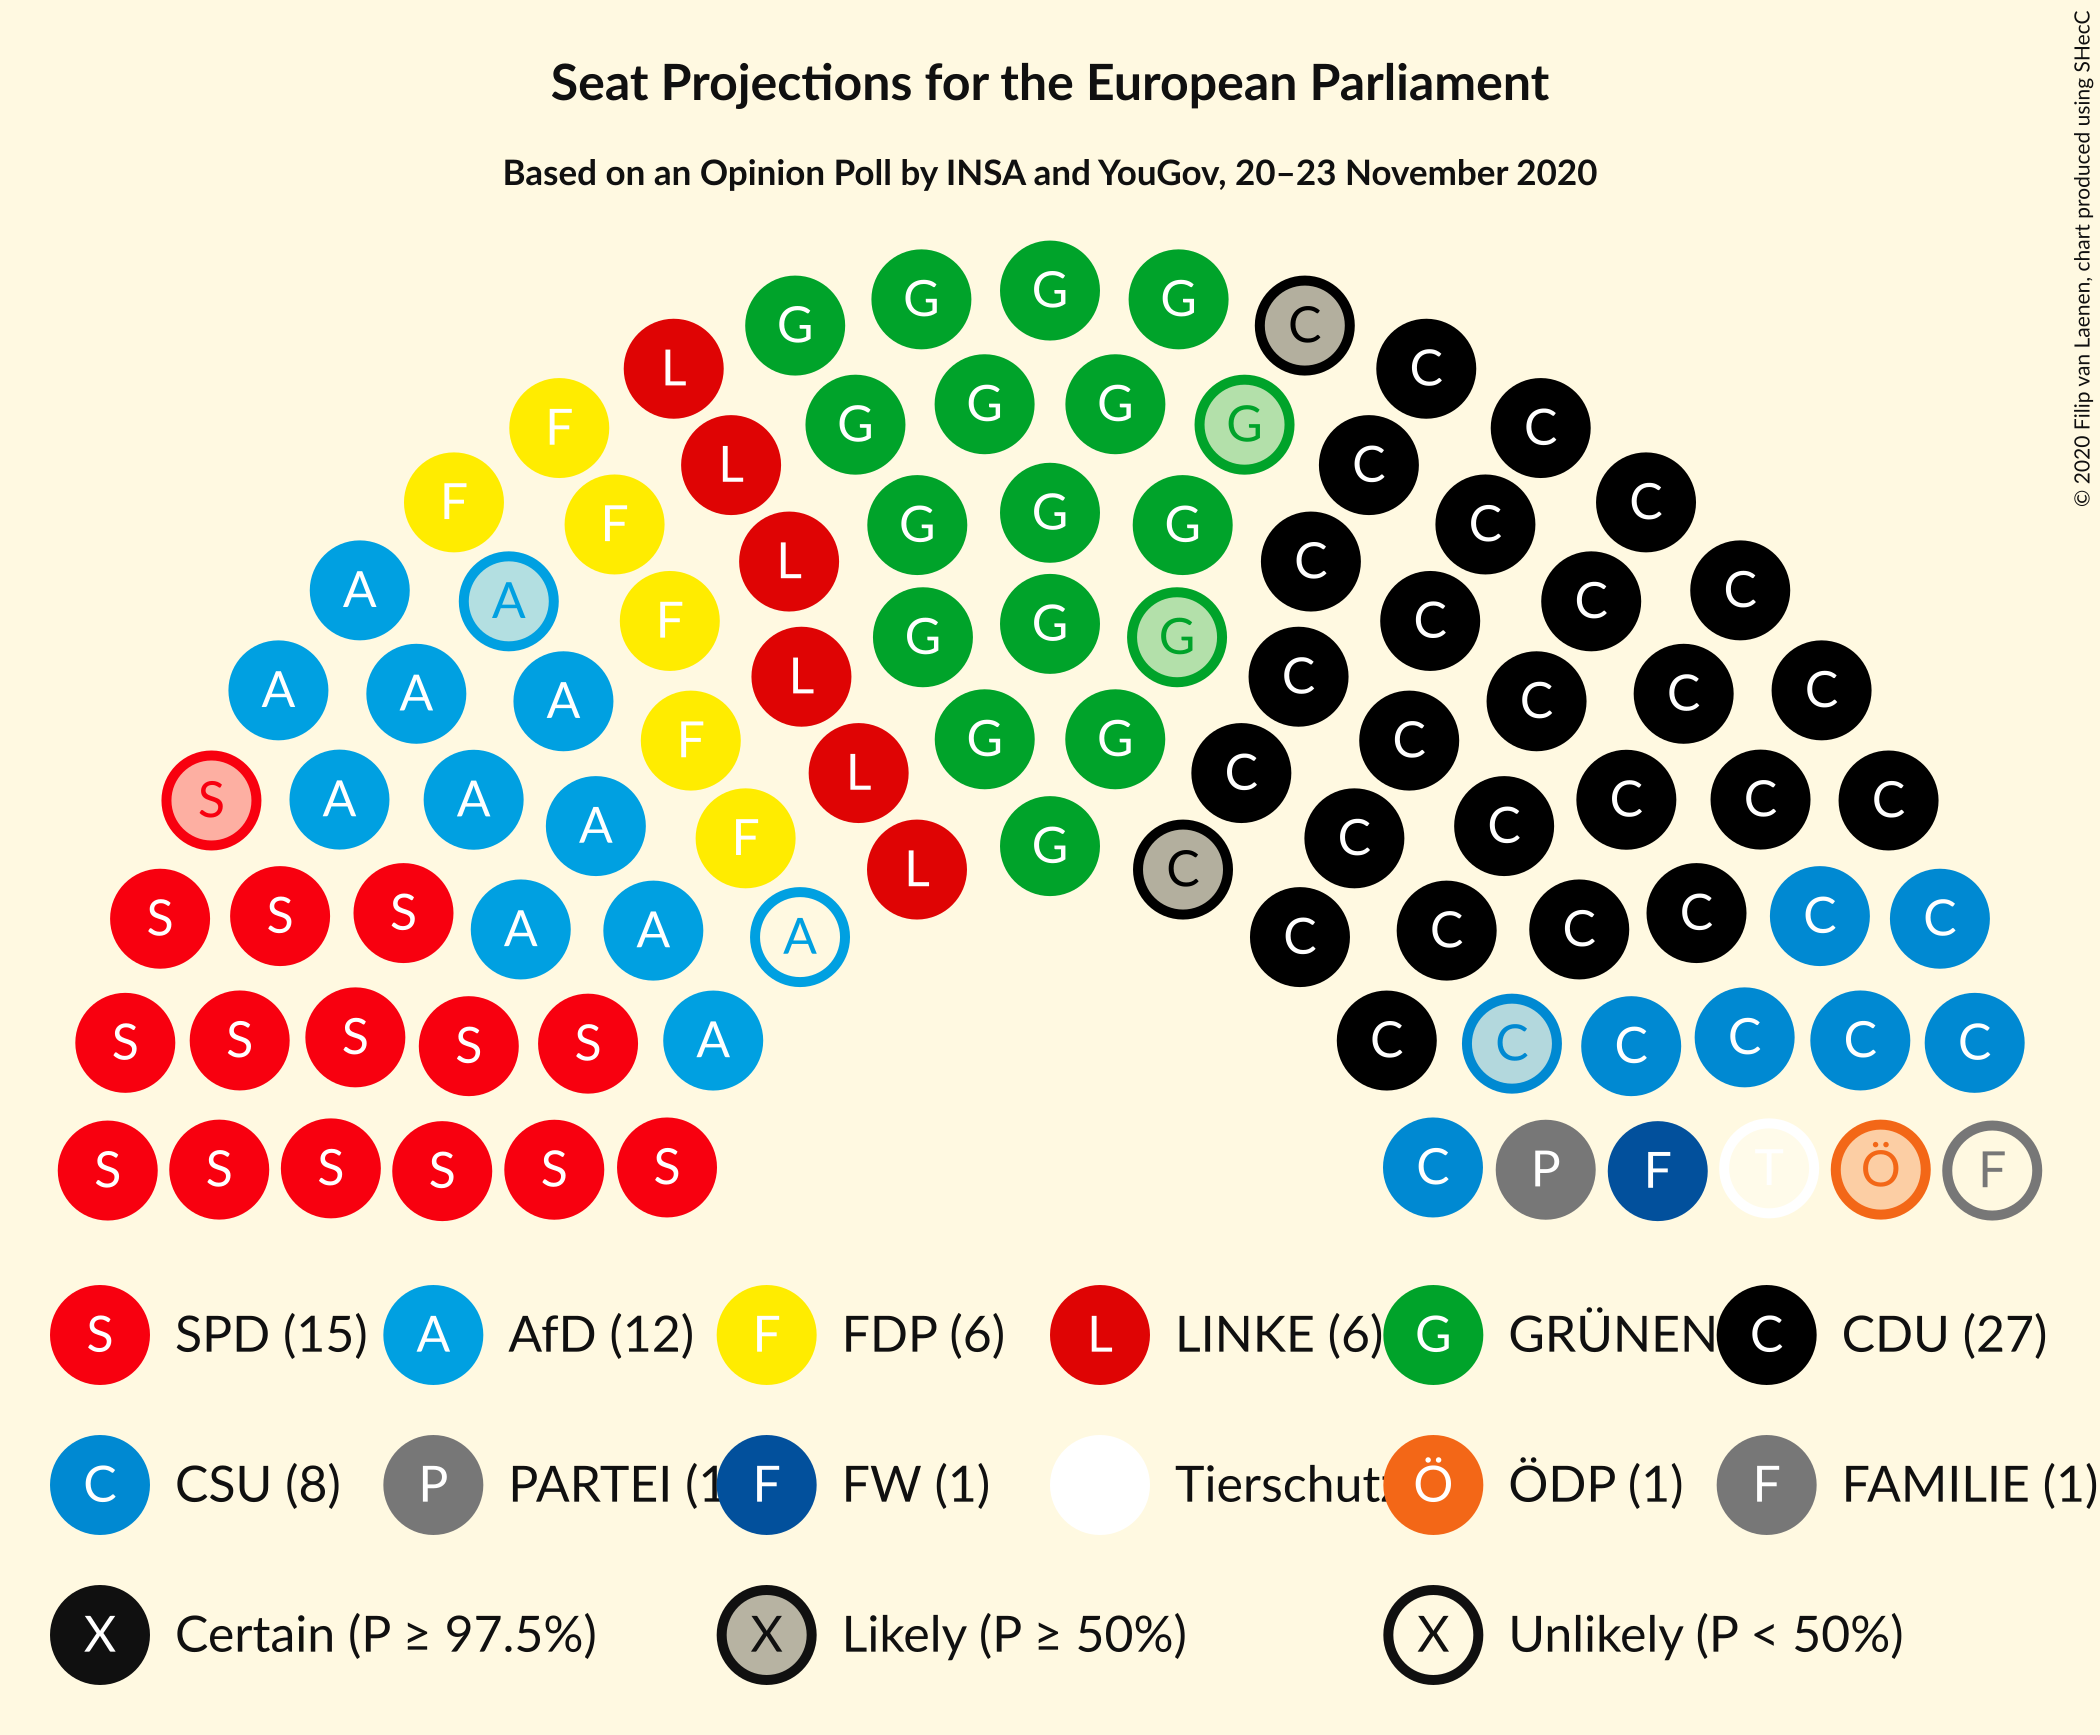 Seat Projections for the European Parliament
Based on an Opinion Poll by INSA and YouGov, 20–23 November 2020
© 2020 Filip van Laenen, chart produced using SHecC
G G G G G C
L C
G G G G
F C
L C
F G G G C
F C
L C
A A G G G C C
F C
L C
A A A C C C
F G G C
L C
S A A A C C C C
F C
L G C
S S S A A A C C C C C C
S S S S S A C C C C C C
S S S S S S C P F T Ö F
S SPD (15) A AfD (12) F FDP (6) L LINKE (6) G GRÜNEN C CDU (27)
C CSU (8) P PARTEI (1 F FW (1) Tierschutz Ö ÖDP (1) F FAMILIE (1)
X Certain (P ≥ 97.5%) X Likely (P ≥ 50%) X Unlikely (P < 50%)